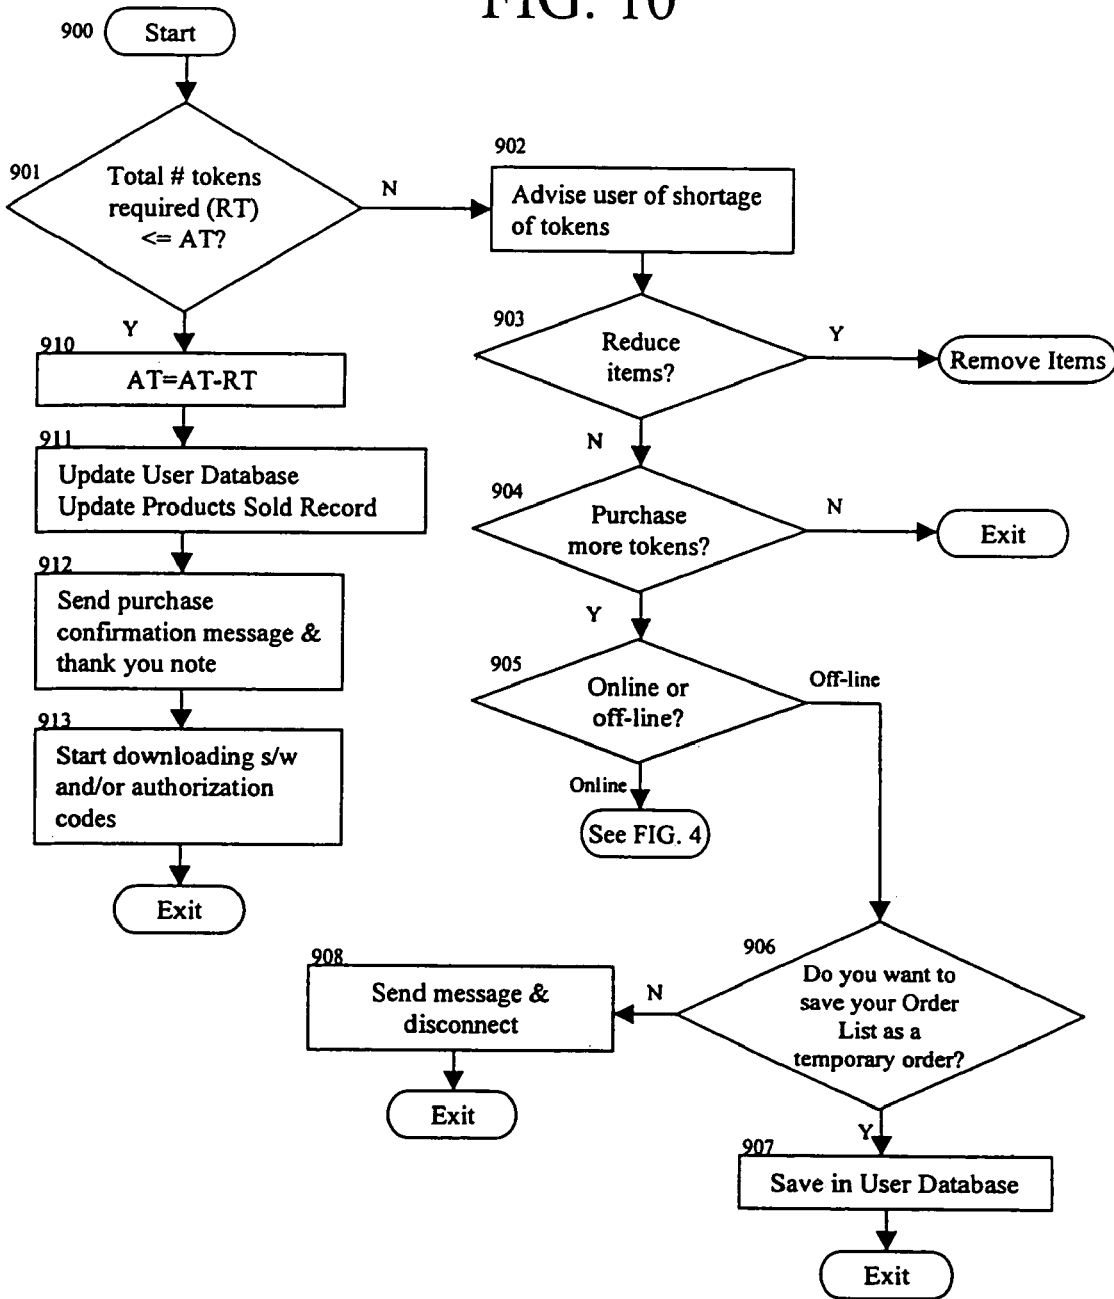 FIG. 10
900
Start
901
Total # tokens
required (RT)
<= AT?
N
Y
902
Advise user of shortage
of tokens
903
Reduce
items?
Y
Remove Items
N
910
AT=AT-RT
911
Update User Database
Update Products Sold Record
904
Purchase
more tokens?
N
Exit
Y
912
Send purchase
confirmation message &
thank you note
905
Online or
off-line?
Off-line
Online
See FIG. 4
913
Start downloading s/w
and/or authorization
codes
Exit
906
Do you want to
save your Order
List as a
temporary order?
N
908
Send message &
disconnect
Exit
Y
907
Save in User Database
Exit